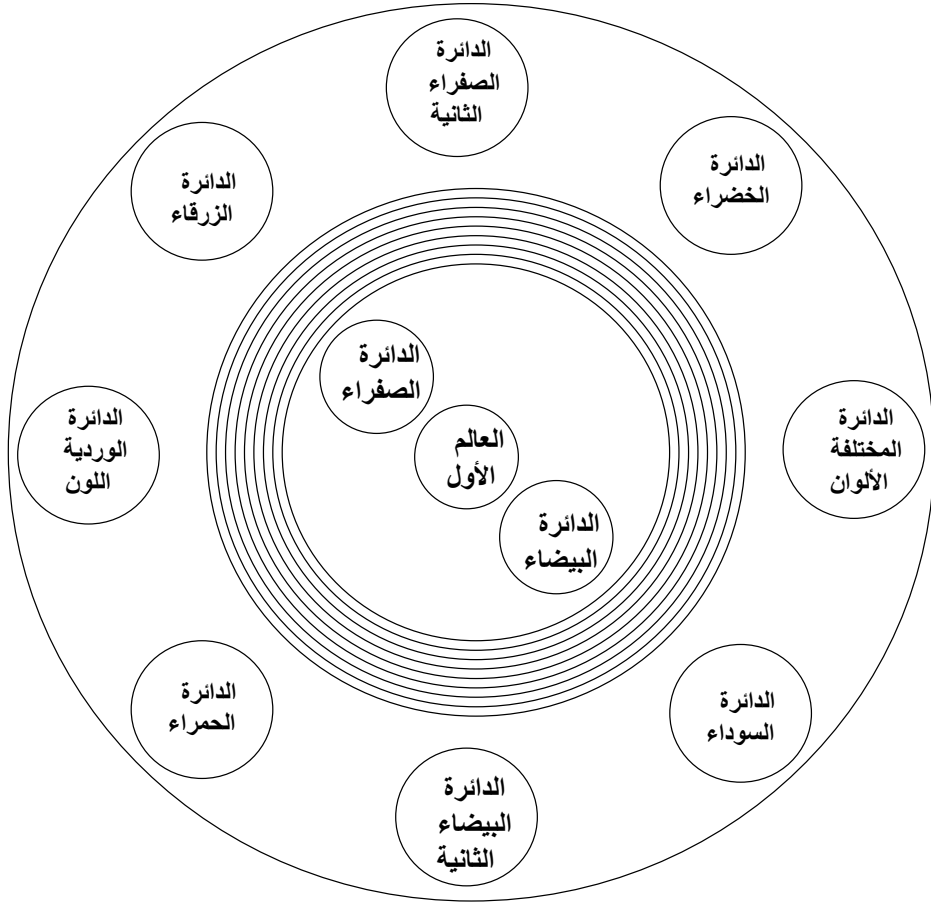 الدائرة
الصفراء
الثانية
الدائرة
الخضراء
الدائرة
الزرقاء
الدائرة
الصفراء
العالم
الأول
الدائرة
المختلفة
الألوان
الدائرة
الوردية
اللون
الدائرة
البيضاء
الدائرة
السوداء
الدائرة
الحمراء
الدائرة
البيضاء
الثانية